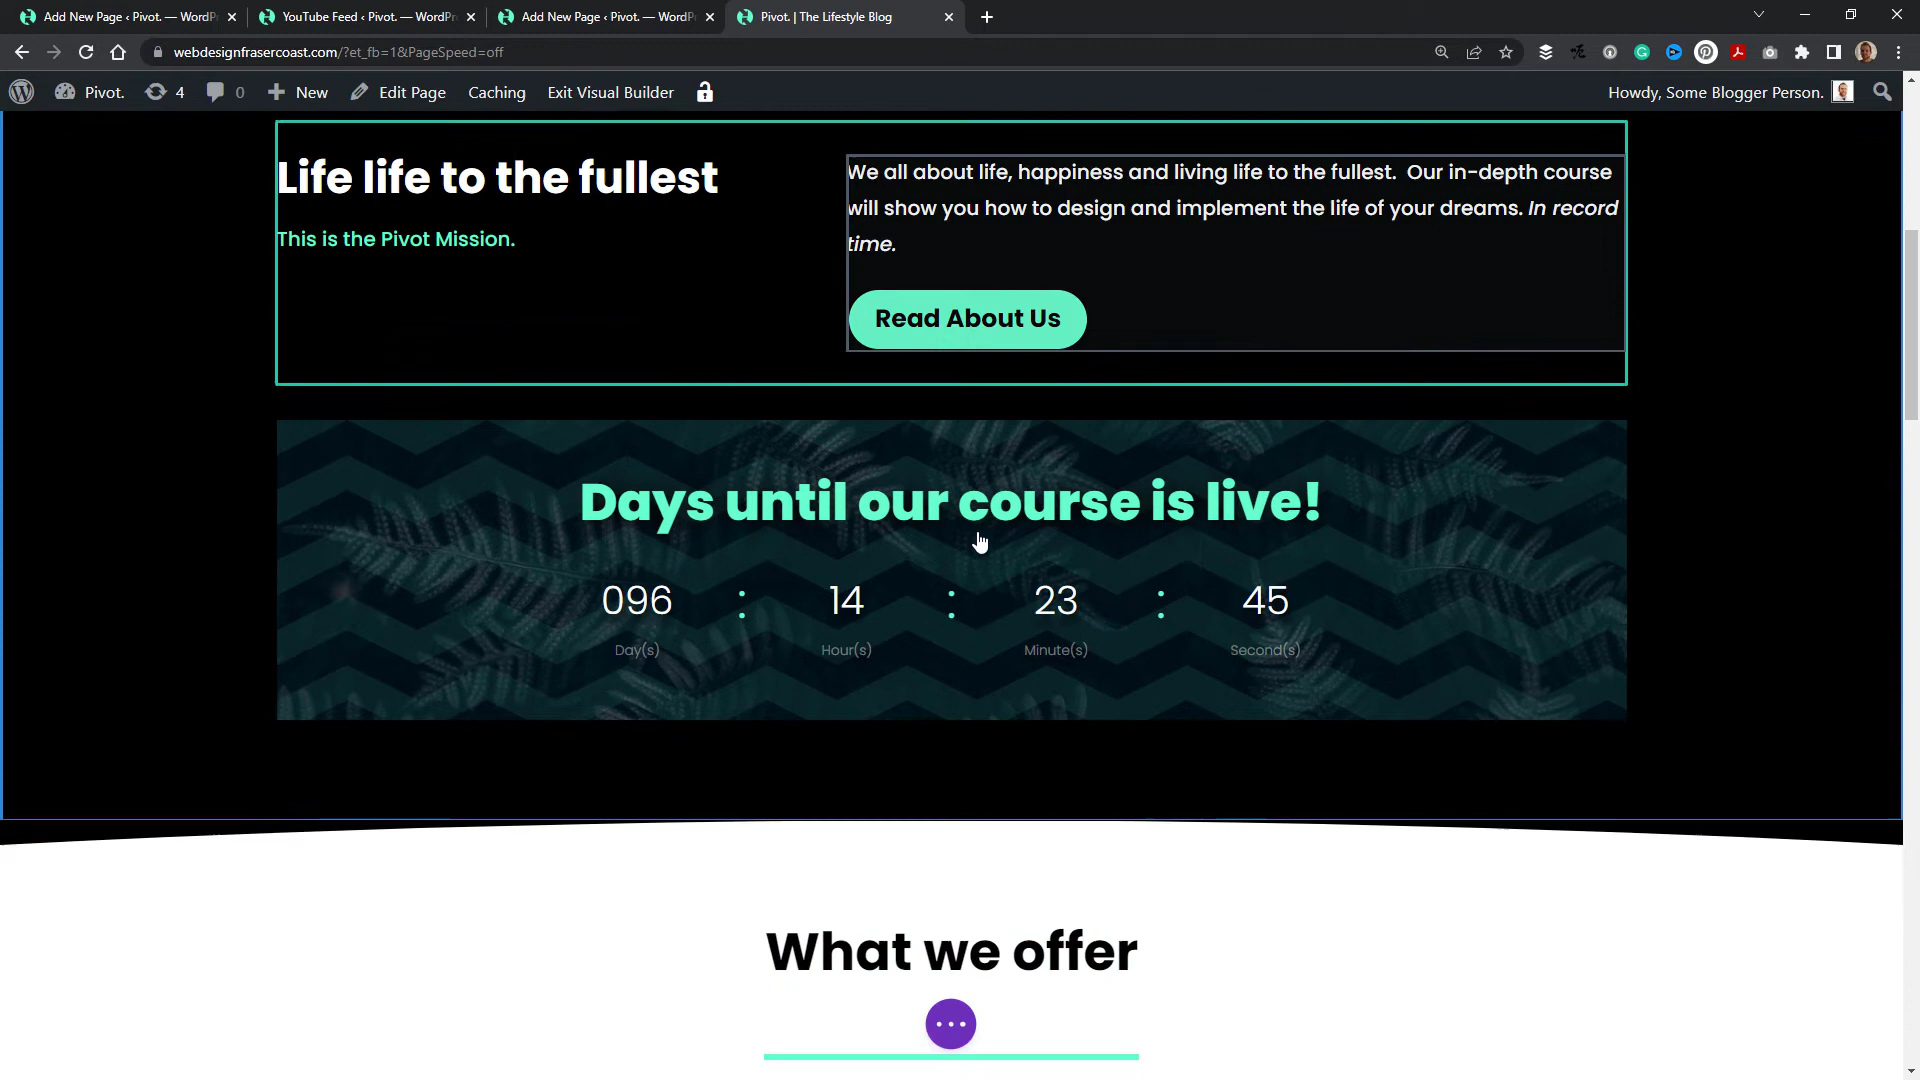 Add New Page ‹ Pivot. — WordP
YouTube Feed ‹ Pivot. — WordPr
Add New Page ‹ Pivot. — WordP
Pivot. | The Lifestyle Blog
webdesignfrasercoast.com/?et_fb=1&PageSpeed=off
Pivot.
4
0
New
Edit Page
Caching
Exit Visual Builder
Howdy, Some Blogger Person.
Life life to the fullest
This is the Pivot Mission.
We all about life, happiness and living life to the fullest.  Our in-depth course
will show you how to design and implement the life of your dreams. In record
time.
Read About Us
Days until our course is live!
096 : 14 : 23 : 45
Day(s) Hour(s) Minute(s) Second(s)
What we offer